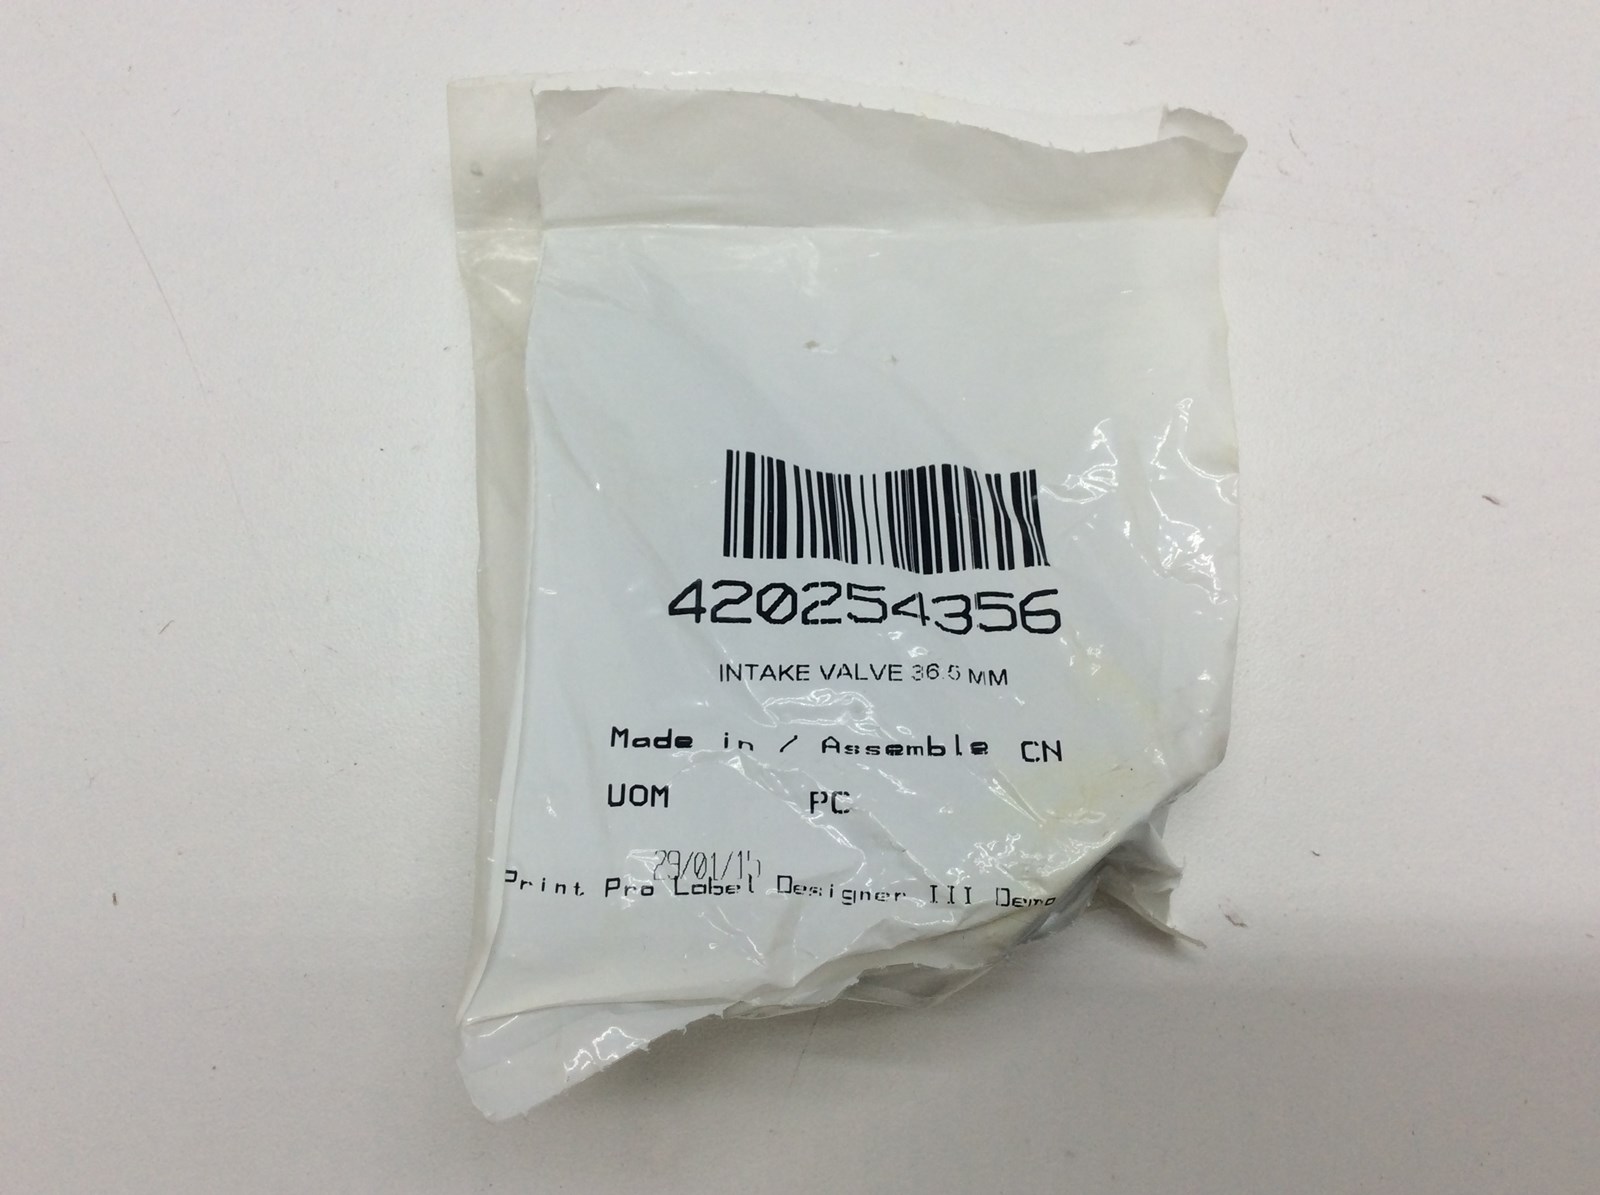 420254356
INTAKE VALVE 36.5 MM
Made in / Assemble CN
UOM PC
29/01/15
Print Pro Label Designer III Demo